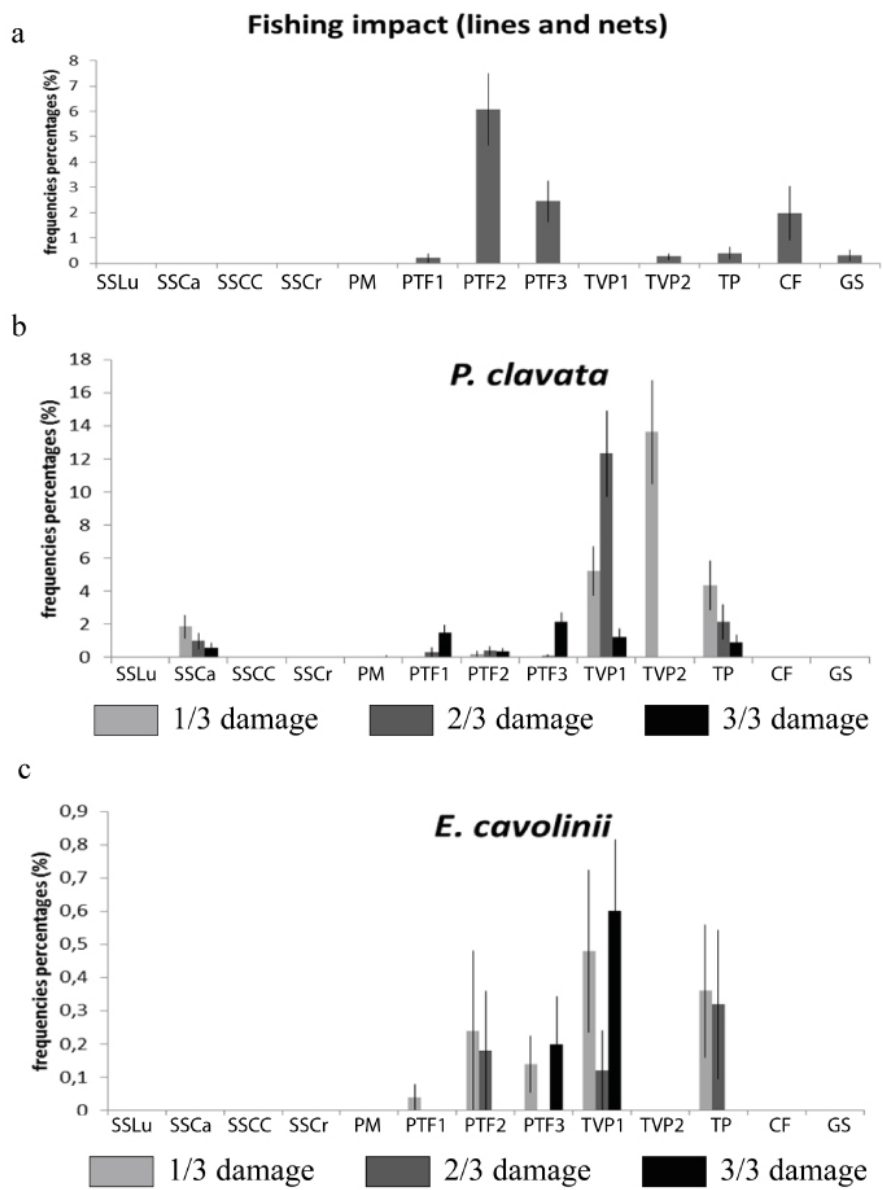 a
Fishing impact (lines and nets)
frequencies percentages (%)
8
7
6
5
4
3
2
1
0
SSLu SSCa SSCC SSCr PM PTF1 PTF2 PTF3 TVP1 TVP2 TP CF GS
b
P. clavata
frequencies percentages (%)
18
16
14
12
10
8
6
4
2
0
SSLu SSCa SSCC SSCr PM PTF1 PTF2 PTF3 TVP1 TVP2 TP CF GS
1/3 damage 2/3 damage 3/3 damage
c
E. cavolinii
frequencies percentages (%)
0,9
0,8
0,7
0,6
0,5
0,4
0,3
0,2
0,1
0
SSLu SSCa SSCC SSCr PM PTF1 PTF2 PTF3 TVP1 TVP2 TP CF GS
1/3 damage 2/3 damage 3/3 damage